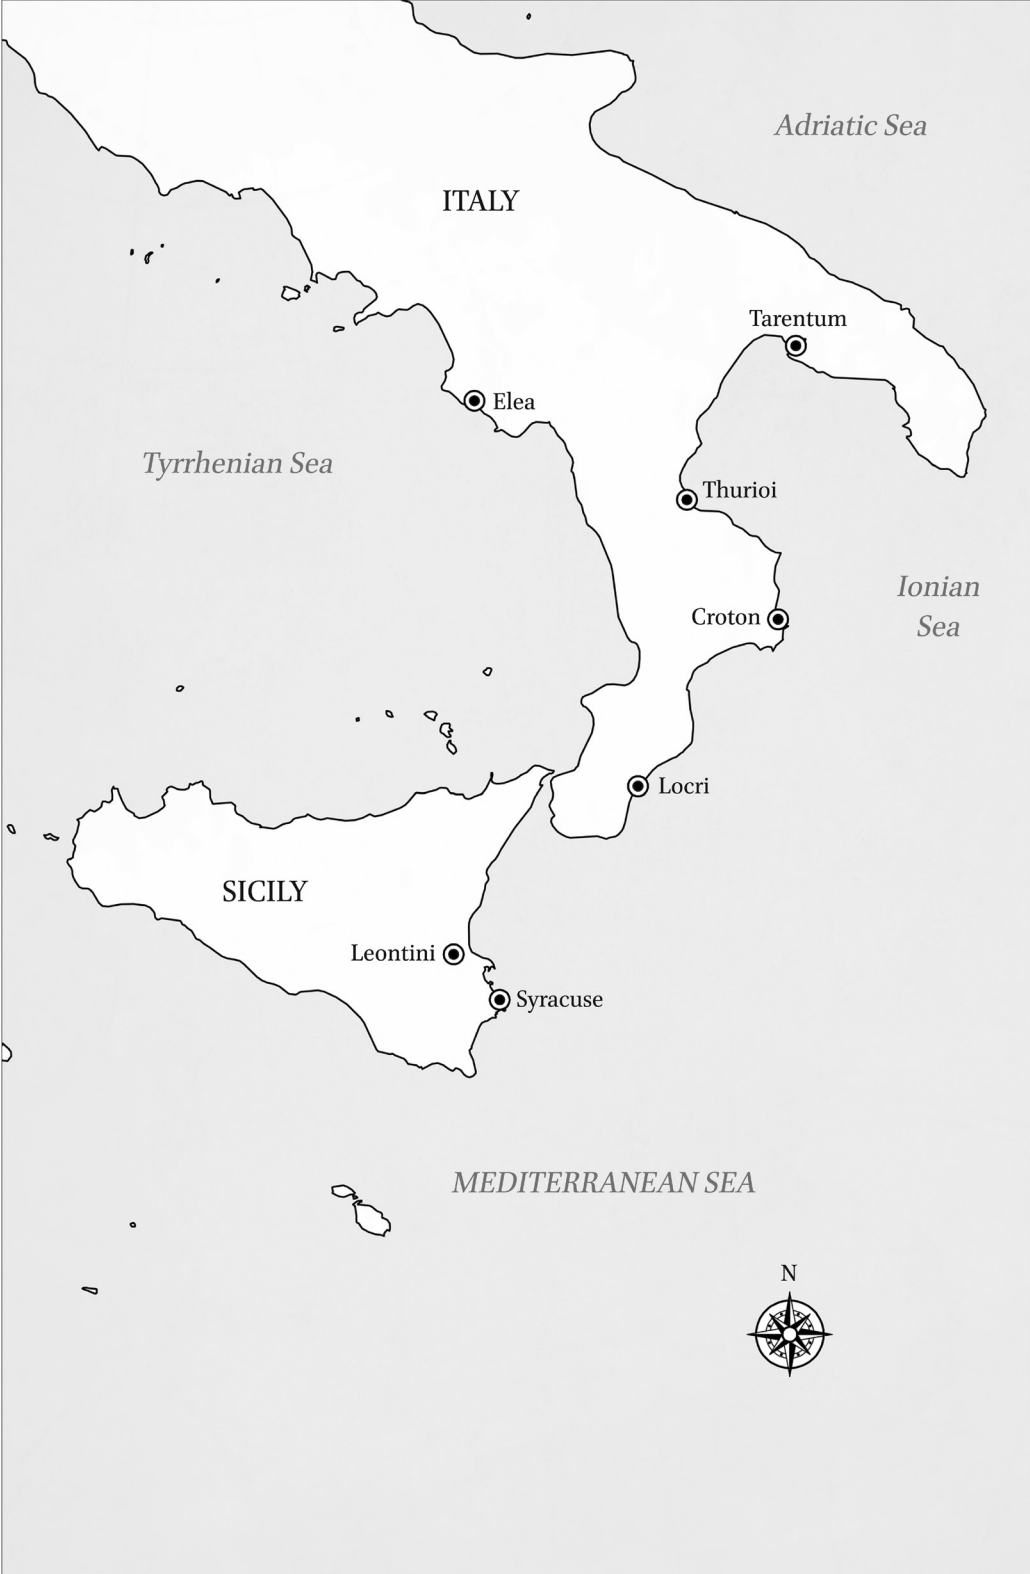 Adriatic Sea
ITALY
Tarentum
Elea
Tyrrhenian Sea
Thurioi
Ionian
Sea
Croton
Locri
SICILY
Leontini
Syracuse
MEDITERRANEAN SEA
N